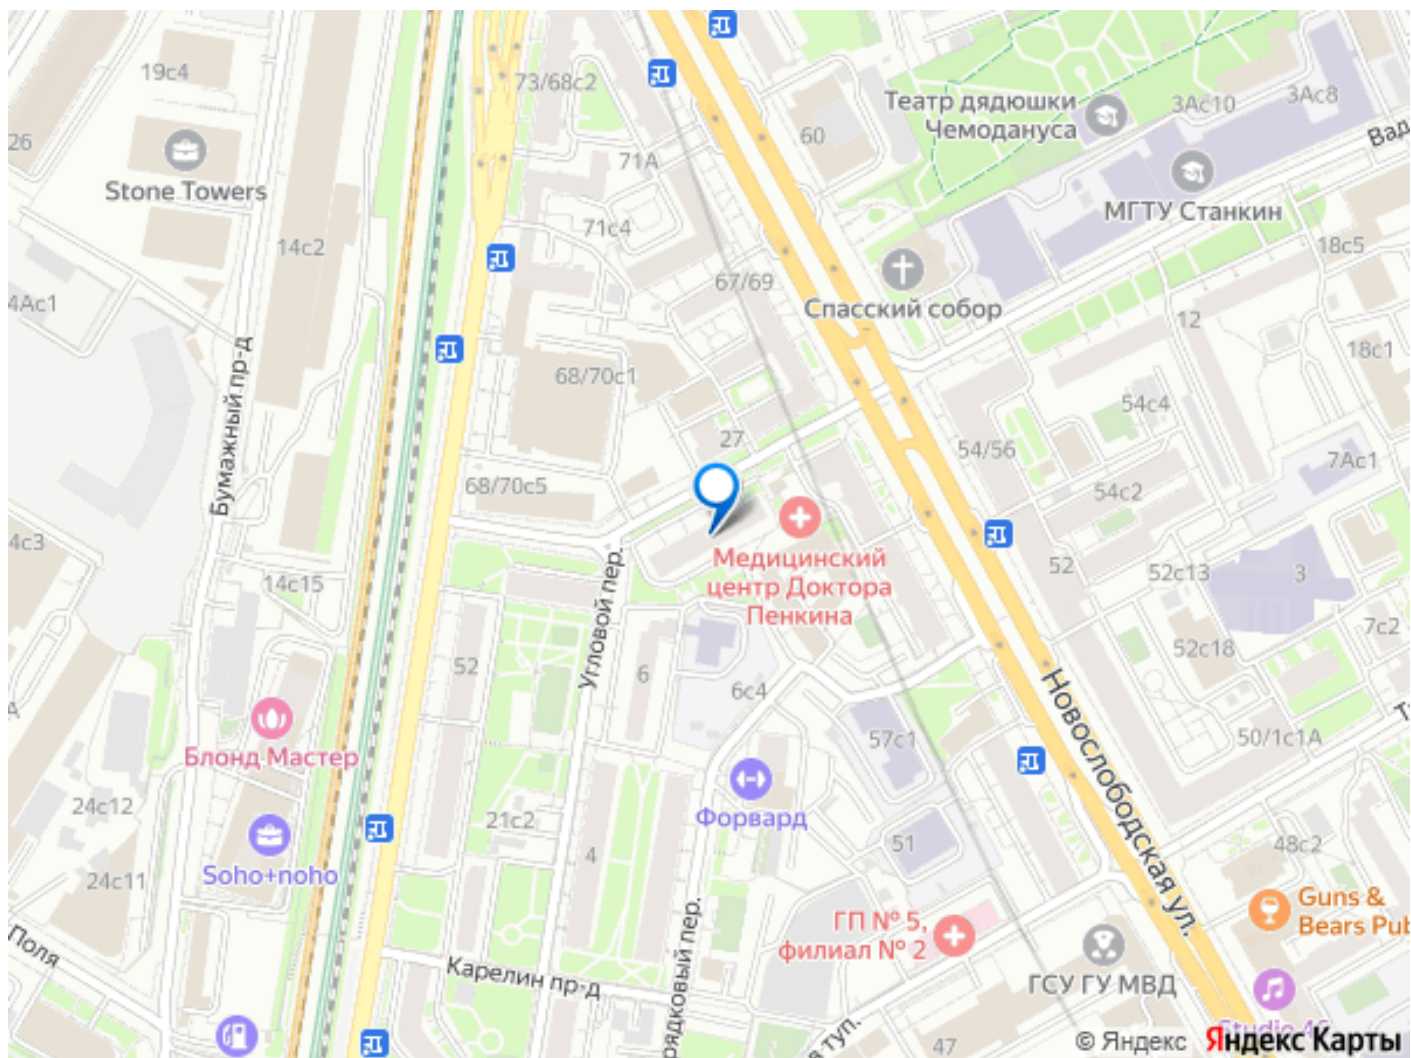 73/68с2
19с4
26
Stone Towers
71А
60
Театр дядюшки
Чемодануса
3Ас10
3Ас8
Вад
МГТУ Станкин
71с4
14с2
18с5
67/69
Спасский собор
4Ас1
12
18с1
68/70с1
Бумажный пр-д
54с4
27
54/56
7Ас1
68/70с5
54с2
4с3
Медицинский
центр Доктора
Пенкина
14с15
52
52с13
3
Угловой пер.
7с2
52с18
52
6
6с4
Новослободская ул.
57с1
50/1с1А
Блонд Мастер
Форвард
24с12
21с2
51
48с2
4
Soho+noho
24с11
Guns &
Bears Pub
ГП № 5,
филиал № 2
Поля
Карелин пр-д
рядковый пер.
ГСУ ГУ МВД
я туп.
47
© Яндекс
Яндекс Карты